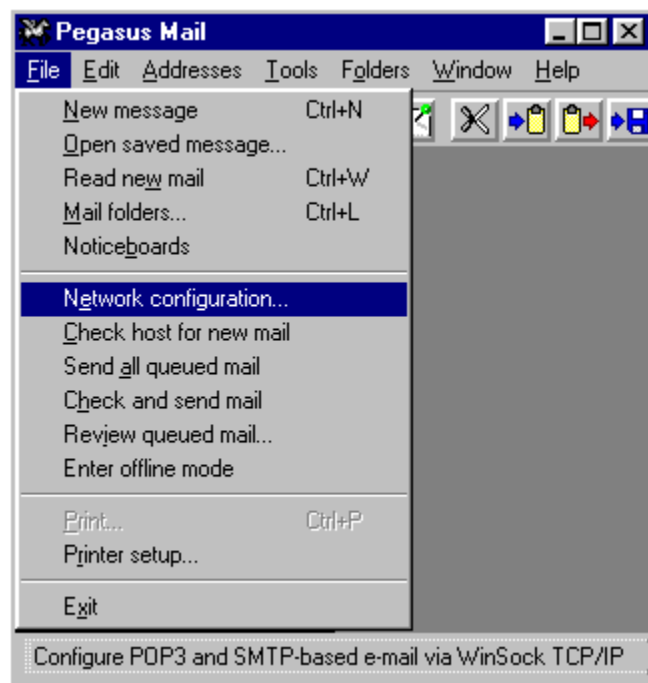 Pegasus Mail
File Edit Addresses Tools Folders Window Help
New message Ctrl+N
Open saved message...
Read new mail Ctrl+W
Mail folders... Ctrl+L
Noticeboards
Network configuration...
Check host for new mail
Send all queued mail
Check and send mail
Review queued mail...
Enter offline mode
Print... Ctrl+P
Printer setup...
Exit
Configure POP3 and SMTP-based e-mail via WinSock TCP/IP